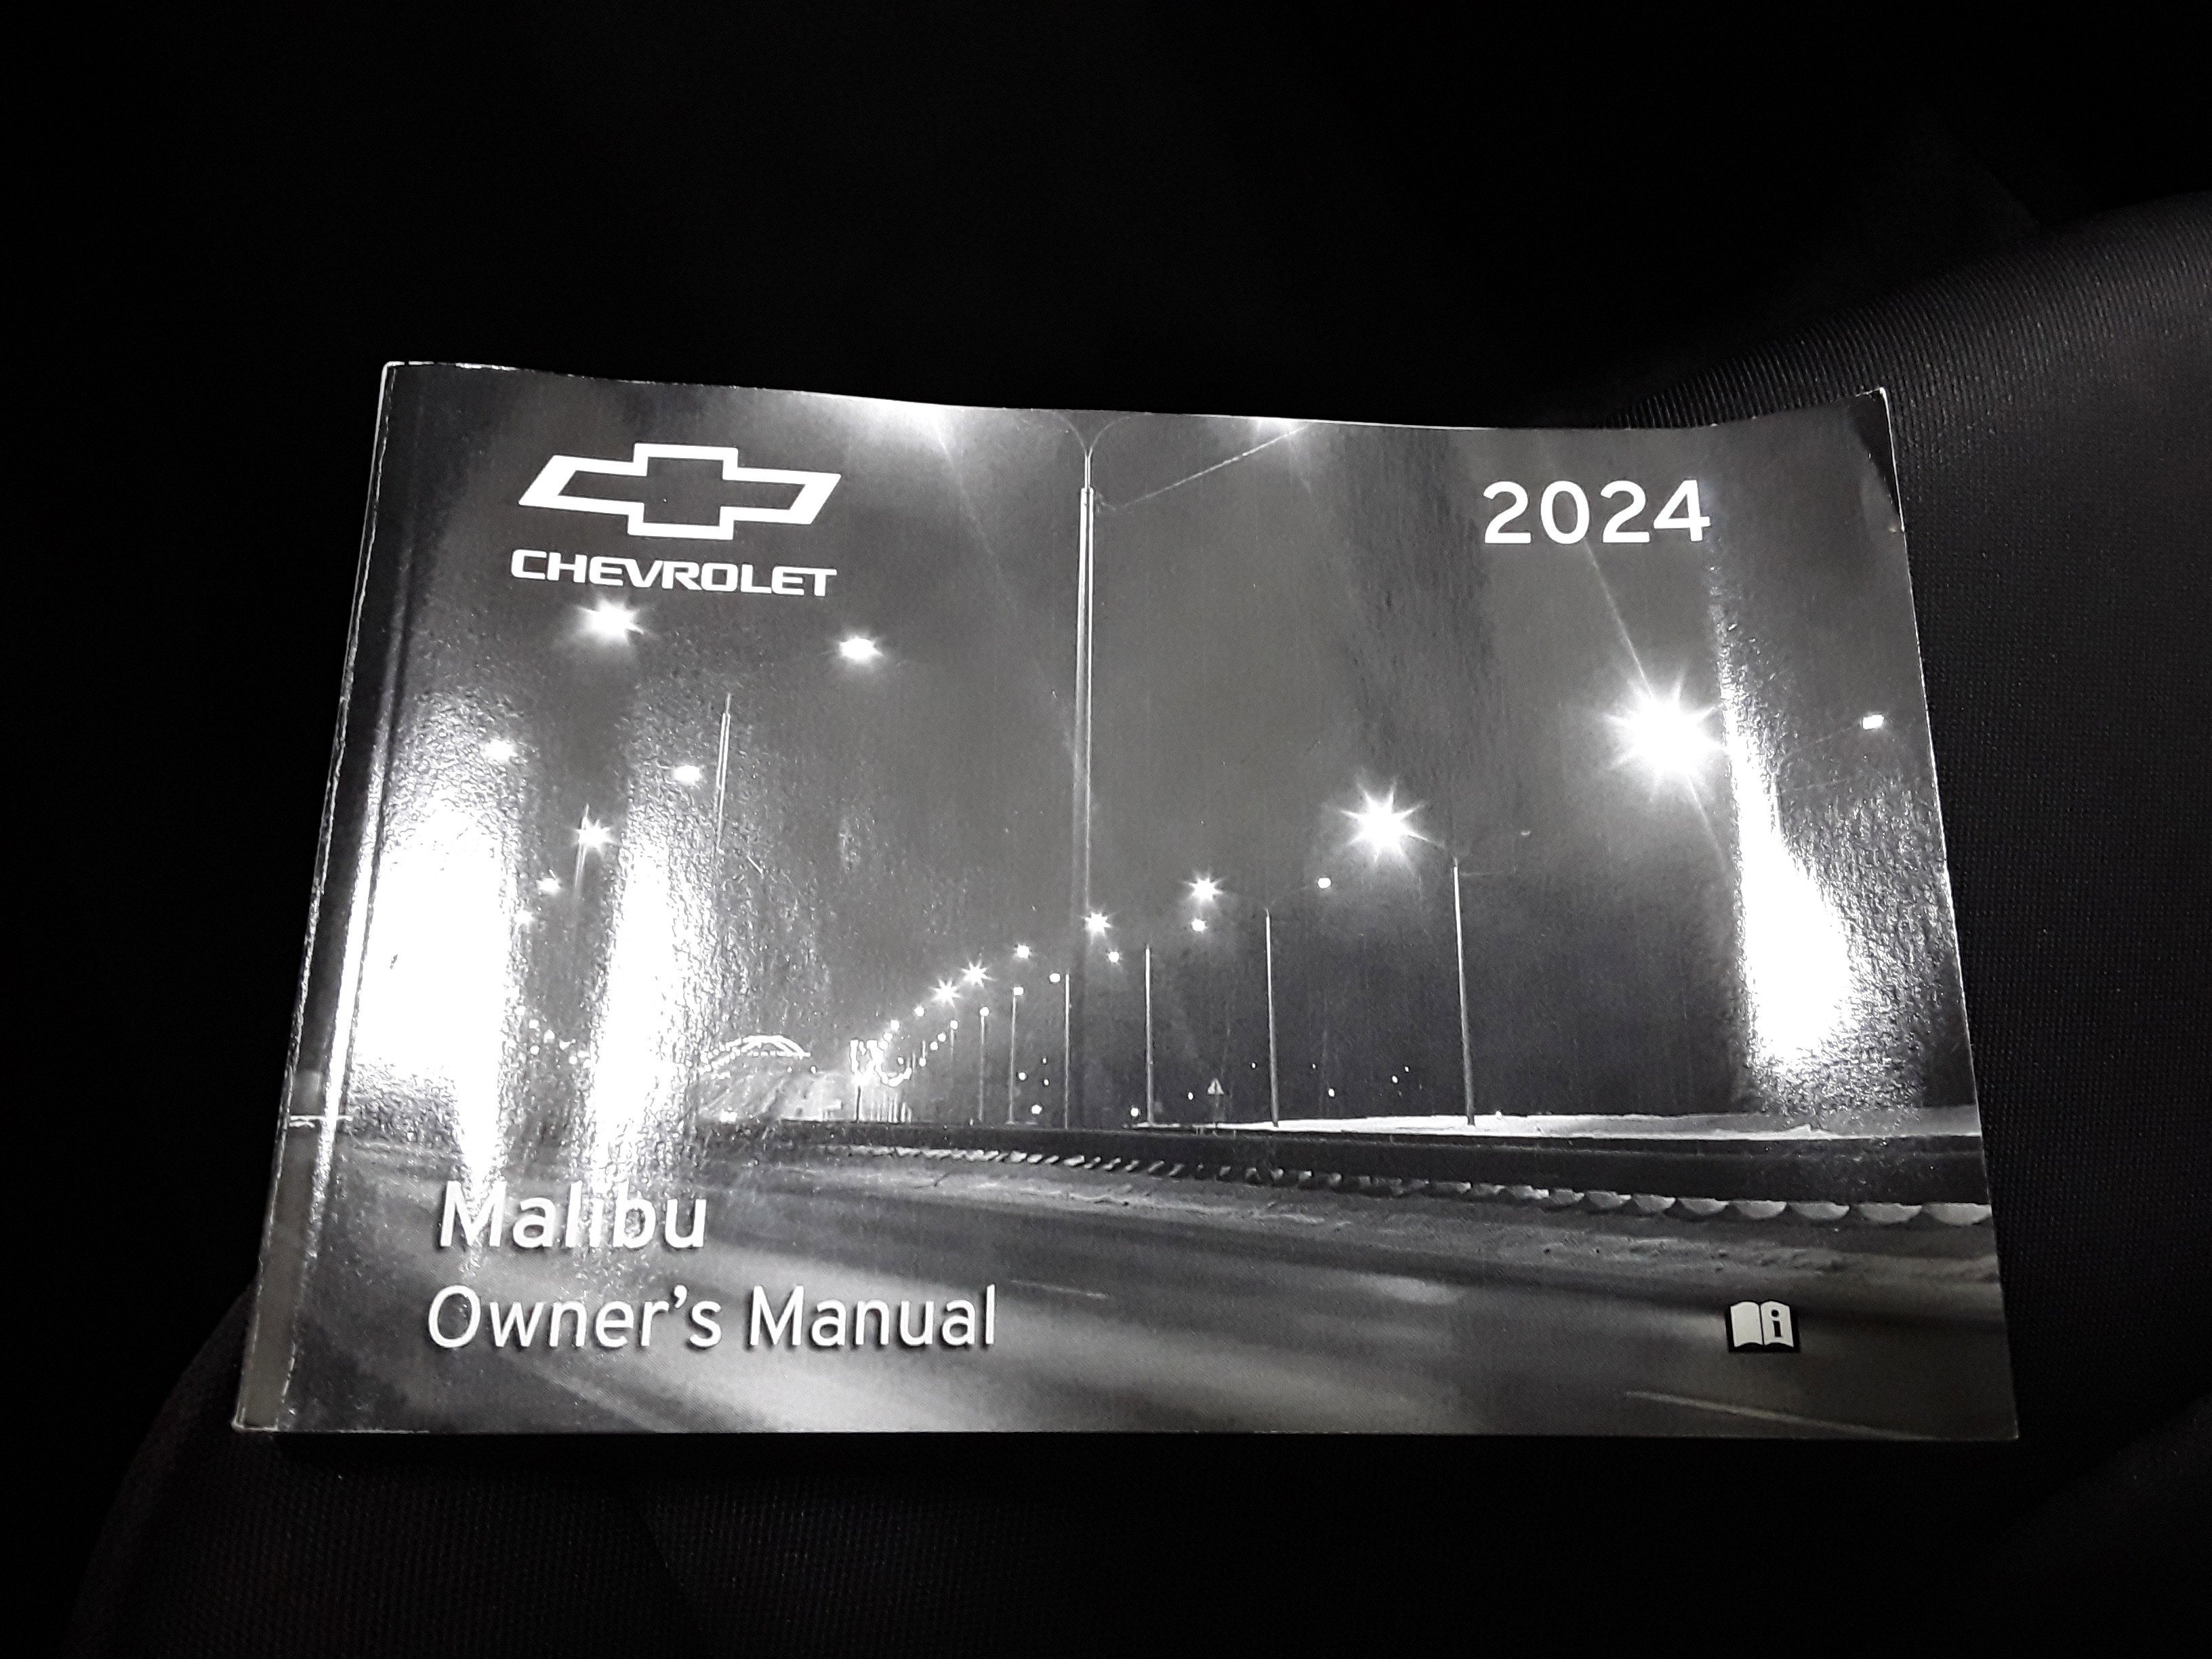 CHEVROLET
2024
Malibu
Owner's Manual